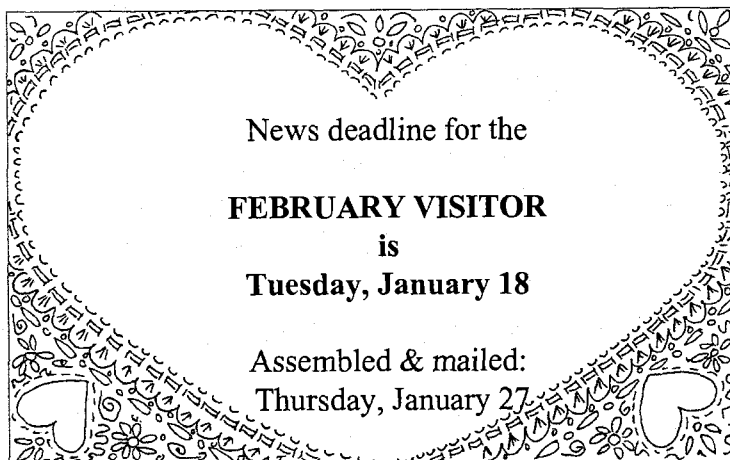 News deadline for the
FEBRUARY VISITOR
is
Tuesday, January 18
Assembled & mailed:
Thursday, January 27